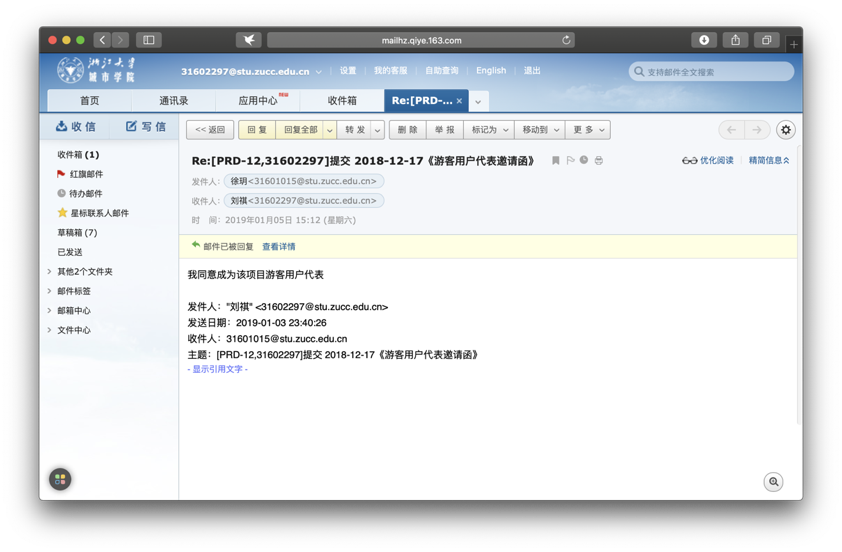 mailhz.qiye.163.com
浙江大学
城市学院
31602297@stu.zucc.edu.cn 设置 我的客服 自助查询 English 退出
支持邮件全文搜索
首页 通讯录 应用中心 收件箱 Re:[PRD-... ×
收 信 写 信
<< 返回 回 复 回复全部 转 发 删 除 举 报 标记为 移动到 更 多
收件箱 (1)
红旗邮件
待办邮件
星标联系人邮件
草稿箱 (7)
已发送
其他2个文件夹
邮件标签
邮箱中心
文件中心
Re:[PRD-12,31602297]提交 2018-12-17《游客用户代表邀请函》
优化阅读 精简信息
发件人： 徐玥<31601015@stu.zucc.edu.cn>
收件人： 刘祺<31602297@stu.zucc.edu.cn>
时 间： 2019年01月05日 15:12 (星期六)
邮件已被回复 查看详情
我同意成为该项目游客用户代表
发件人："刘祺" <31602297@stu.zucc.edu.cn>
发送日期：2019-01-03 23:40:26
收件人：31601015@stu.zucc.edu.cn
主题：[PRD-12,31602297]提交 2018-12-17《游客用户代表邀请函》
- 显示引用文字 -